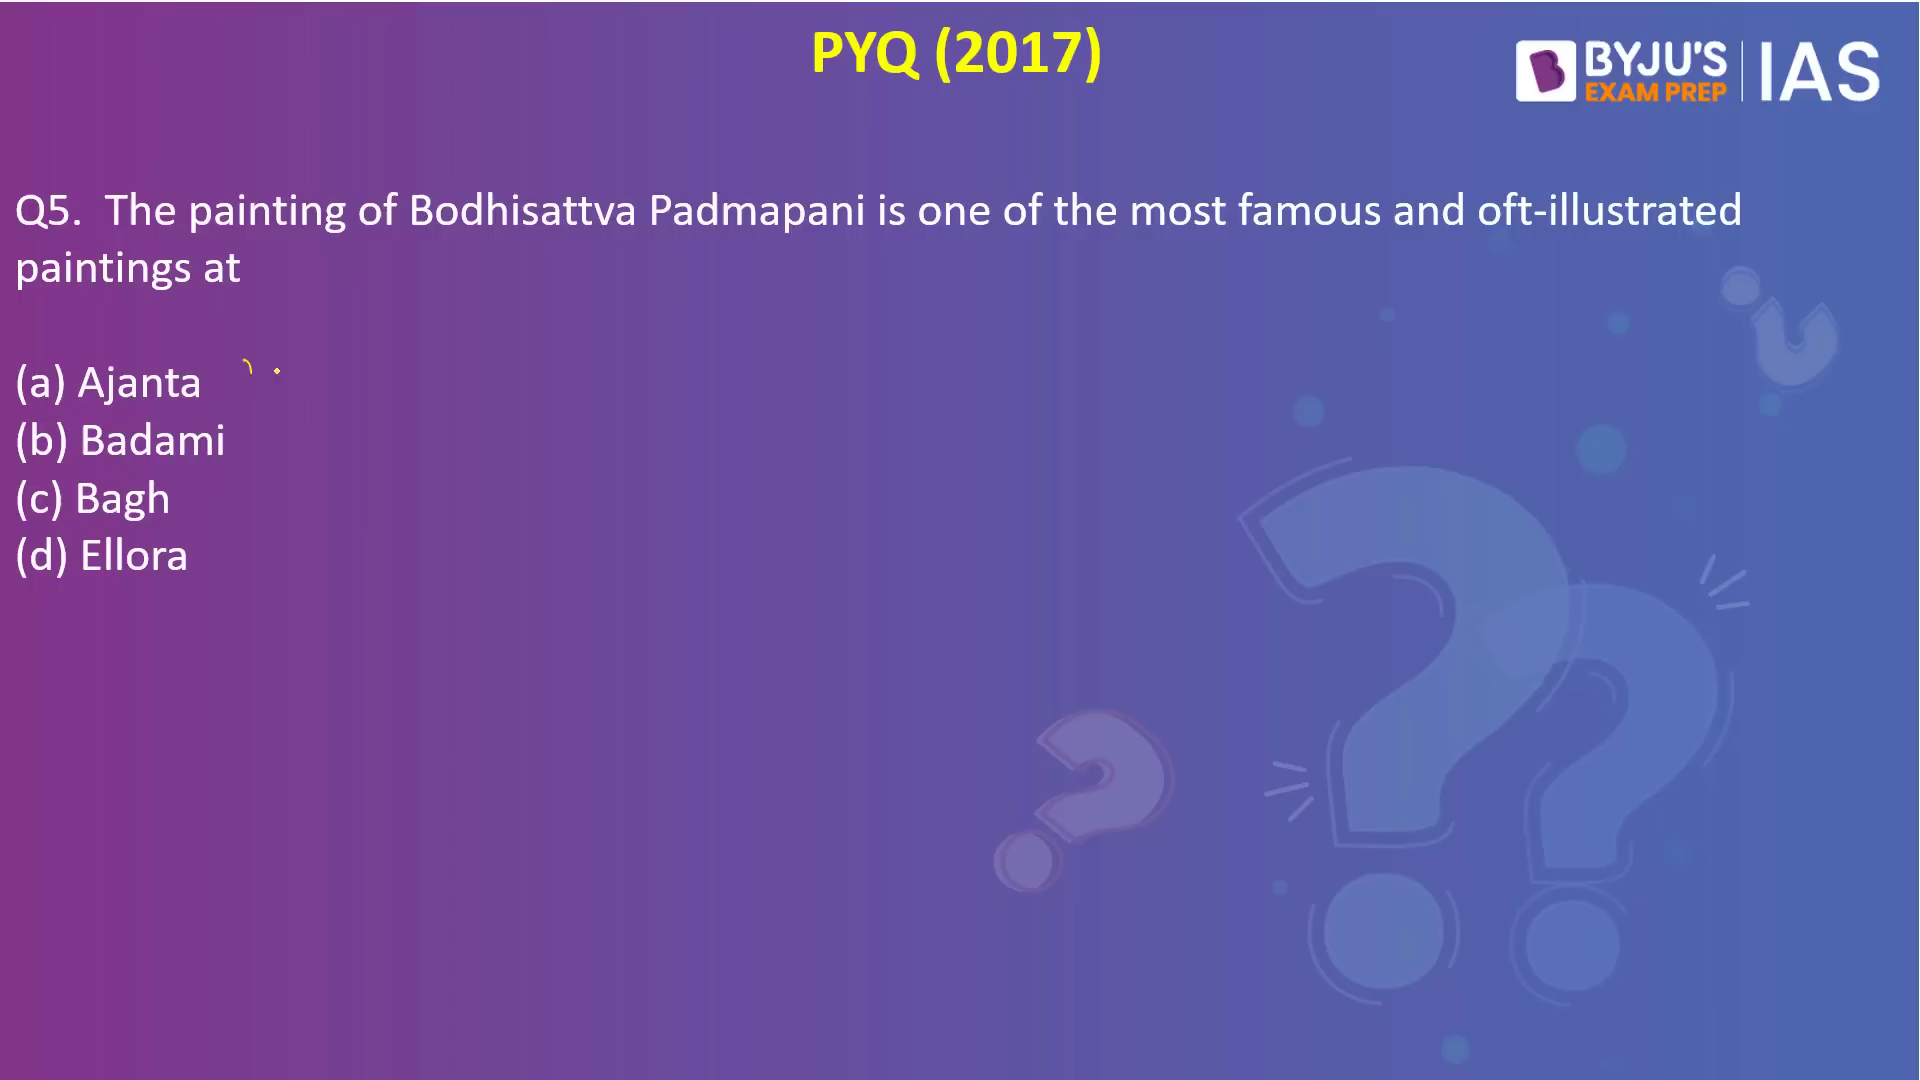 PYQ (2017)
BYJU'S
EXAM PREP
IAS
Q5. The painting of Bodhisattva Padmapani is one of the most famous and oft-illustrated
paintings at
(a) Ajanta
(b) Badami
(c) Bagh
(d) Ellora